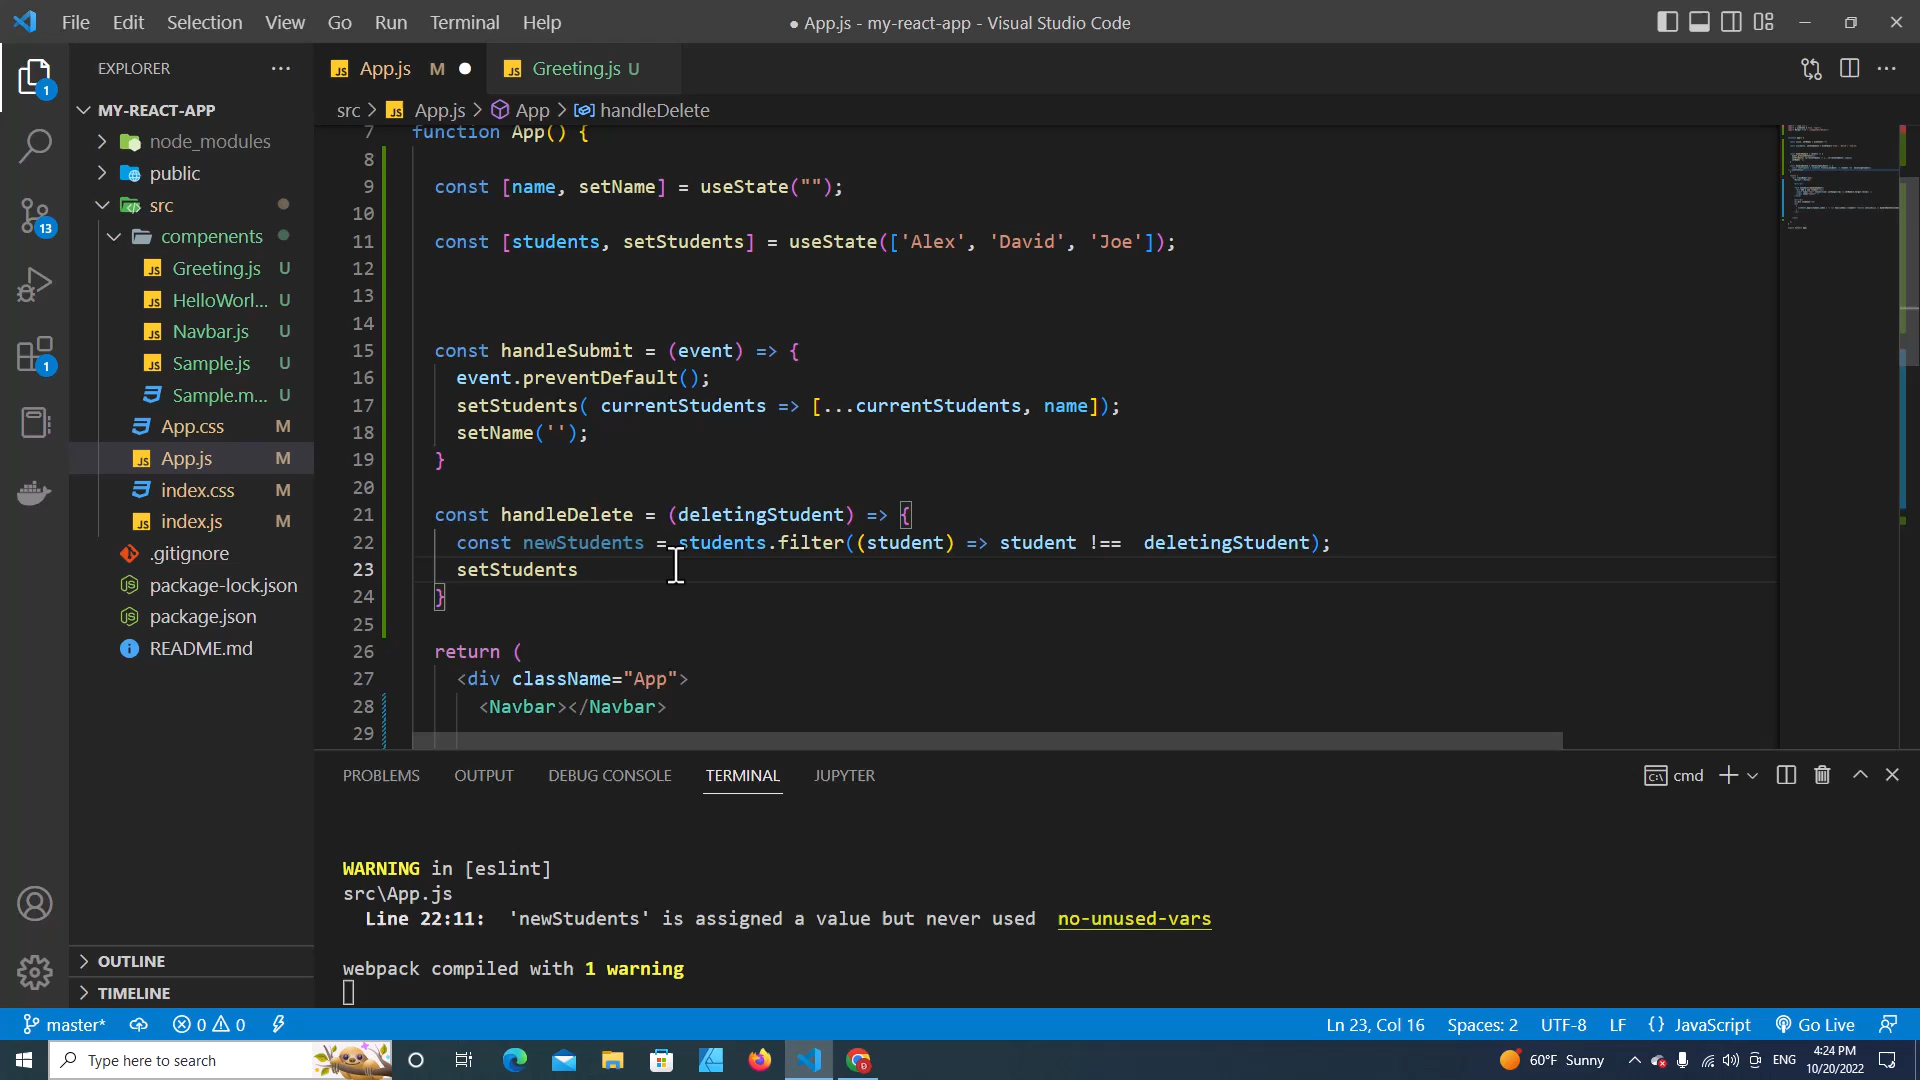 File Edit Selection View Go Run Terminal Help
● App.js - my-react-app - Visual Studio Code
EXPLORER
App.js M
Greeting.js U
src > App.js > App > handleDelete
MY-REACT-APP
node_modules
public
src
compenents
Greeting.js U
HelloWorl... U
Navbar.js U
Sample.js U
Sample.m... U
App.css M
App.js M
index.css M
index.js M
.gitignore
package-lock.json
package.json
README.md
OUTLINE
TIMELINE
1
13
1
7 function App() {
8
9 const [name, setName] = useState("");
10
11 const [students, setStudents] = useState(['Alex', 'David', 'Joe']);
12
13
14
15 const handleSubmit = (event) => {
16 event.preventDefault();
17 setStudents( currentStudents => [...currentStudents, name]);
18 setName('');
19 }
20
21 const handleDelete = (deletingStudent) => {
22 const newStudents = students.filter((student) => student !==  deletingStudent);
23 setStudents
24 }
25
26 return (
27 <div className="App">
28 <Navbar></Navbar>
29
PROBLEMS OUTPUT DEBUG CONSOLE TERMINAL JUPYTER
cmd
WARNING in [eslint]
src\App.js
Line 22:11:  'newStudents' is assigned a value but never used  no-unused-vars
webpack compiled with 1 warning
master* 0 0
Ln 23, Col 16 Spaces: 2 UTF-8 LF {} JavaScript Go Live
Type here to search
60°F Sunny
ENG
4:24 PM
10/20/2022